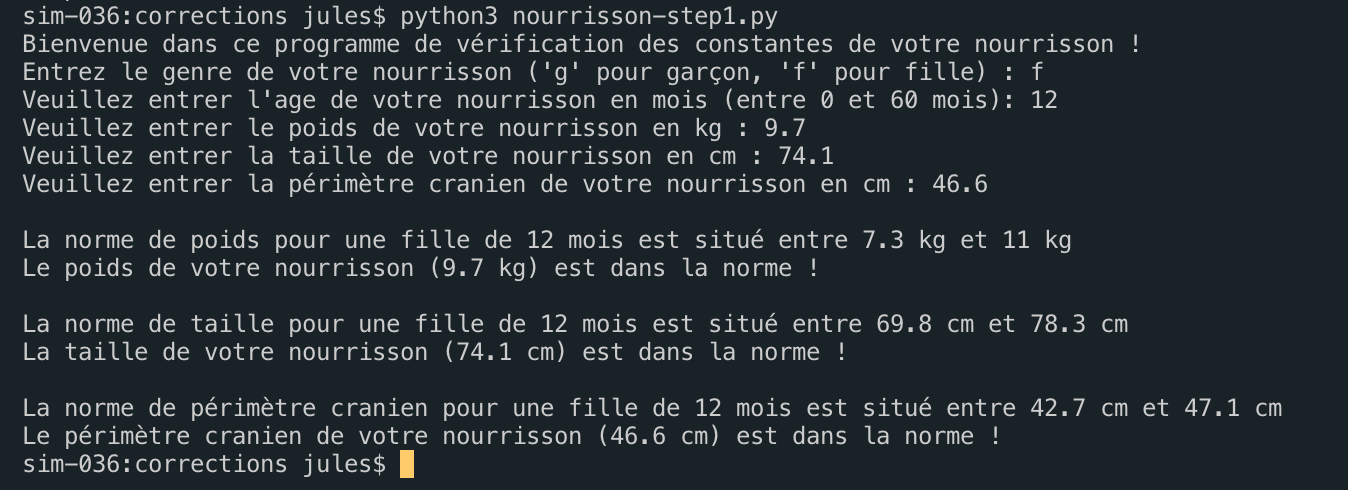 sim-036:corrections jules$ python3 nourrisson-step1.py
Bienvenue dans ce programme de vérification des constantes de votre nourrisson !
Entrez le genre de votre nourrisson ('g' pour garçon, 'f' pour fille) : f
Veuillez entrer l'age de votre nourrisson en mois (entre 0 et 60 mois): 12
Veuillez entrer le poids de votre nourrisson en kg : 9.7
Veuillez entrer la taille de votre nourrisson en cm : 74.1
Veuillez entrer la périmètre cranien de votre nourrisson en cm : 46.6

La norme de poids pour une fille de 12 mois est situé entre 7.3 kg et 11 kg
Le poids de votre nourrisson (9.7 kg) est dans la norme !

La norme de taille pour une fille de 12 mois est situé entre 69.8 cm et 78.3 cm
La taille de votre nourrisson (74.1 cm) est dans la norme !

La norme de périmètre cranien pour une fille de 12 mois est situé entre 42.7 cm et 47.1 cm
Le périmètre cranien de votre nourrisson (46.6 cm) est dans la norme !
sim-036:corrections jules$